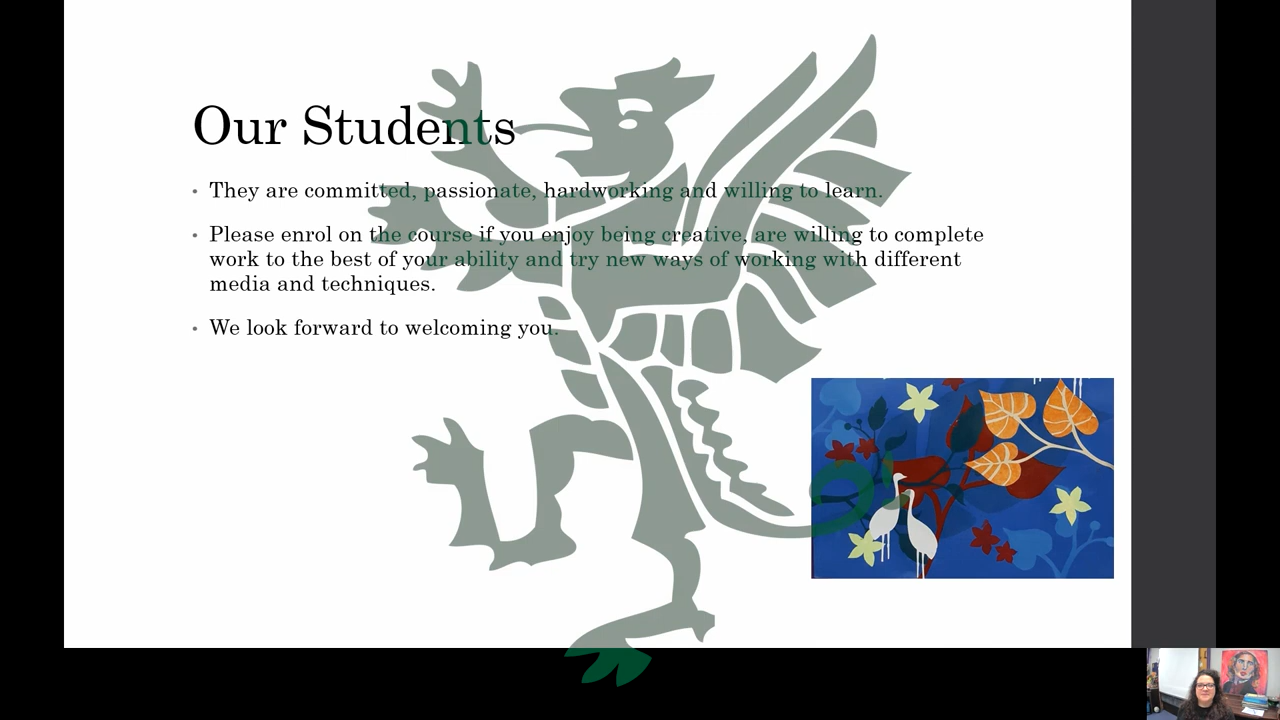 Our Students
• They are committed, passionate, hardworking and willing to learn.
• Please enrol on the course if you enjoy being creative, are willing to complete
work to the best of your ability and try new ways of working with different
media and techniques.
• We look forward to welcoming you.